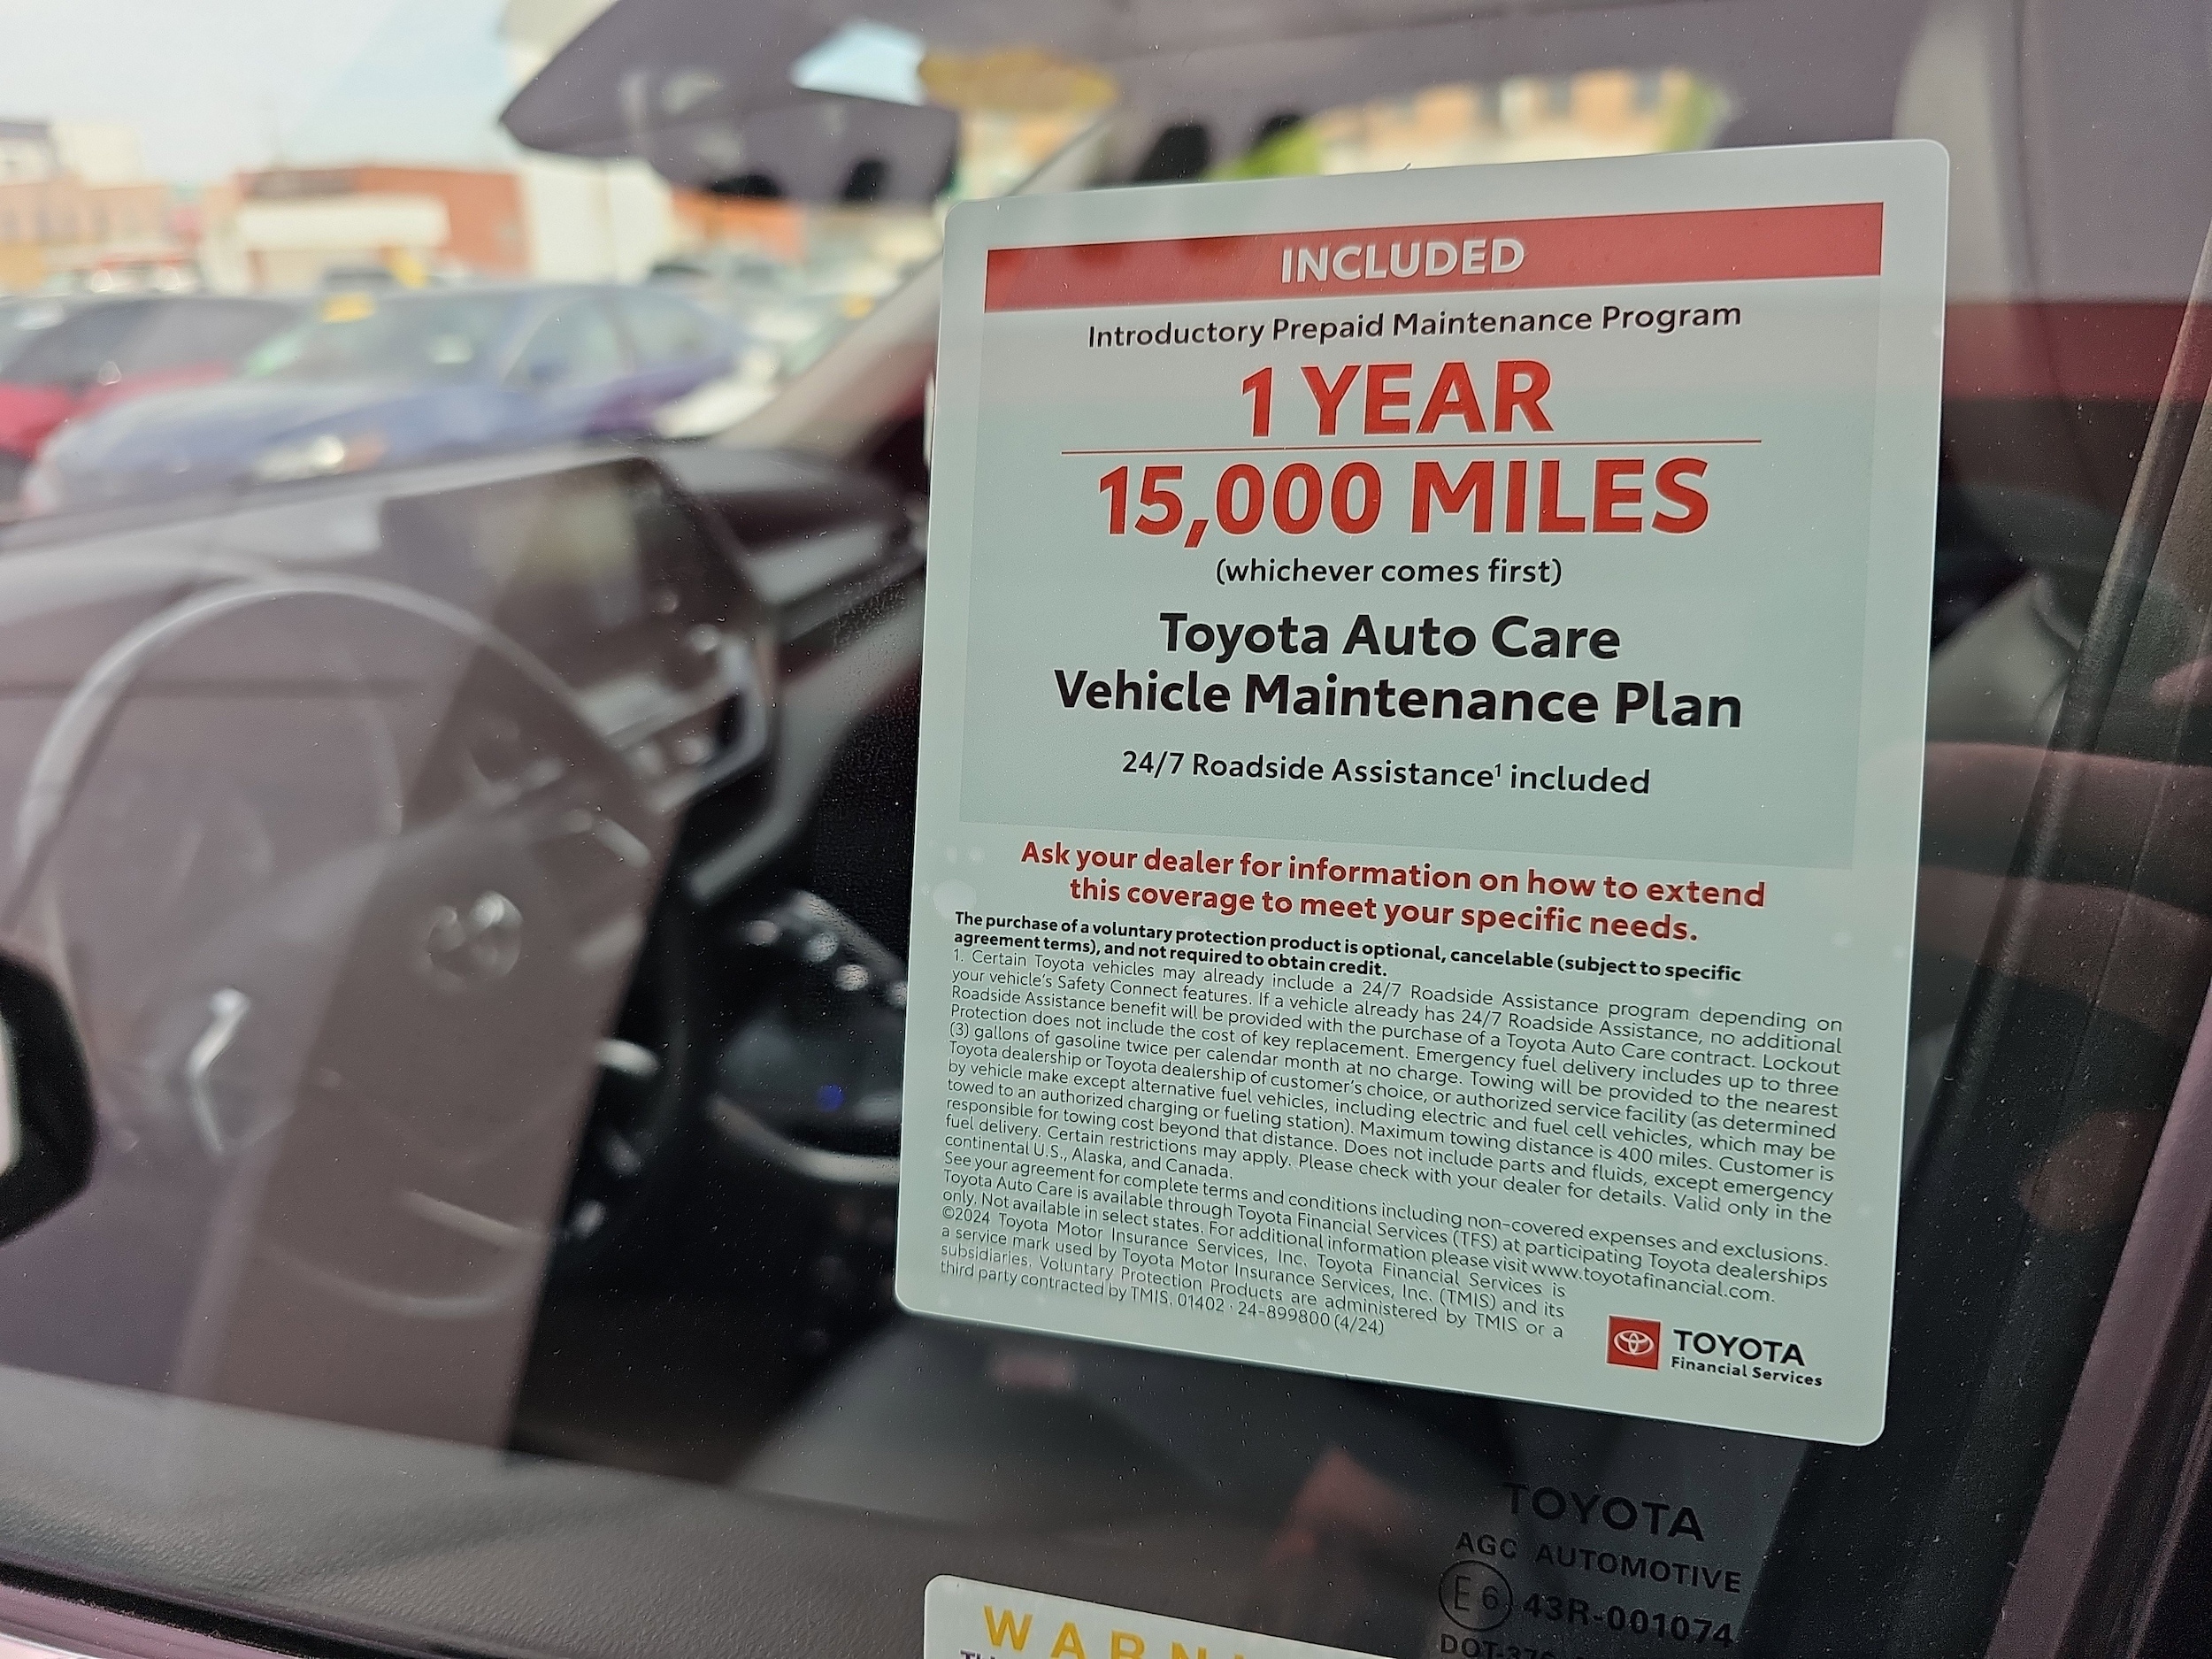 INCLUDED
Introductory Prepaid Maintenance Program
1 YEAR
15,000 MILES
(whichever comes first)
Toyota Auto Care
Vehicle Maintenance Plan
24/7 Roadside Assistance¹ included
Ask your dealer for information on how to extend
this coverage to meet your specific needs.
The purchase of a voluntary protection product is optional, cancelable (subject to specific
agreement terms), and not required to obtain credit.
1. Certain Toyota vehicles may already include a 24/7 Roadside Assistance program depending on
your vehicle's Safety Connect features. If a vehicle already has 24/7 Roadside Assistance, no additional
Roadside Assistance benefit will be provided with the purchase of a Toyota Auto Care contract. Lockout
Protection does not include the cost of key replacement. Emergency fuel delivery includes up to three
(3) gallons of gasoline twice per calendar month at no charge. Towing will be provided to the nearest
Toyota dealership or Toyota dealership of customer's choice, or authorized service facility (as determined
by vehicle make except alternative fuel vehicles, including electric and fuel cell vehicles, which may be
towed to an authorized charging or fueling station). Maximum towing distance is 400 miles. Customer is
responsible for towing cost beyond that distance. Does not include parts and fluids, except emergency
fuel delivery. Certain restrictions may apply. Please check with your dealer for details. Valid only in the
continental U.S., Alaska, and Canada.
See your agreement for complete terms and conditions including non-covered expenses and exclusions.
Toyota Auto Care is available through Toyota Financial Services (TFS) at participating Toyota dealerships
only. Not available in select states. For additional information please visit www.toyotafinancial.com.
©2024 Toyota Motor Insurance Services, Inc. Toyota Financial Services is
a service mark used by Toyota Motor Insurance Services, Inc. (TMIS) and its
subsidiaries. Voluntary Protection Products are administered by TMIS or a
third party contracted by TMIS. 01402 · 24-899800 (4/24)
TOYOTA
Financial Services
TOYOTA
AGC AUTOMOTIVE
E6 43R-001074
DOT-376
WARN